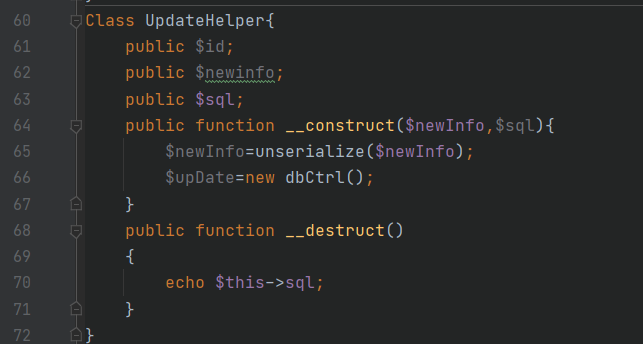 60 Class UpdateHelper{
61     public $id;
62     public $newinfo;
63     public $sql;
64     public function __construct($newInfo,$sql){
65         $newInfo=unserialize($newInfo);
66         $upDate=new dbCtrl();
67     }
68     public function __destruct()
69     {
70         echo $this->sql;
71     }
72 }